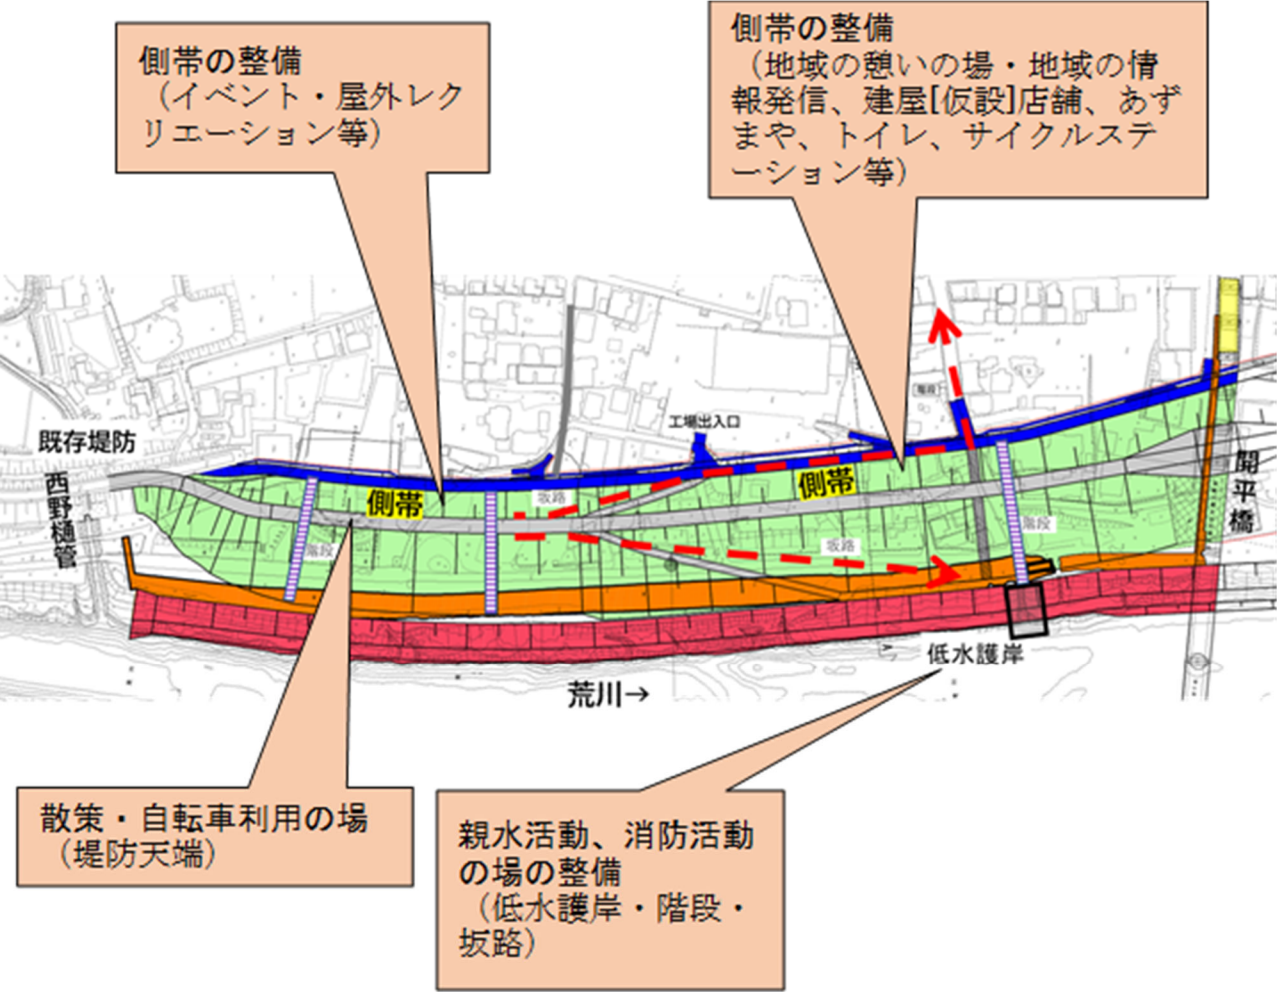 側帯の整備
（イベント・屋外レク
リエーション等）
側帯の整備
（地域の憩いの場・地域の情
報発信、建屋[仮設]店舗、あず
まや、トイレ、サイクルステ
ーション等）
階段
工場出入口
既存堤防
西野樋管
側帯
坂路
側帯
開平橋
階段
坂路
階段
低水護岸
荒川→
散策・自転車利用の場
（堤防天端）
親水活動、消防活動
の場の整備
（低水護岸・階段・
坂路）